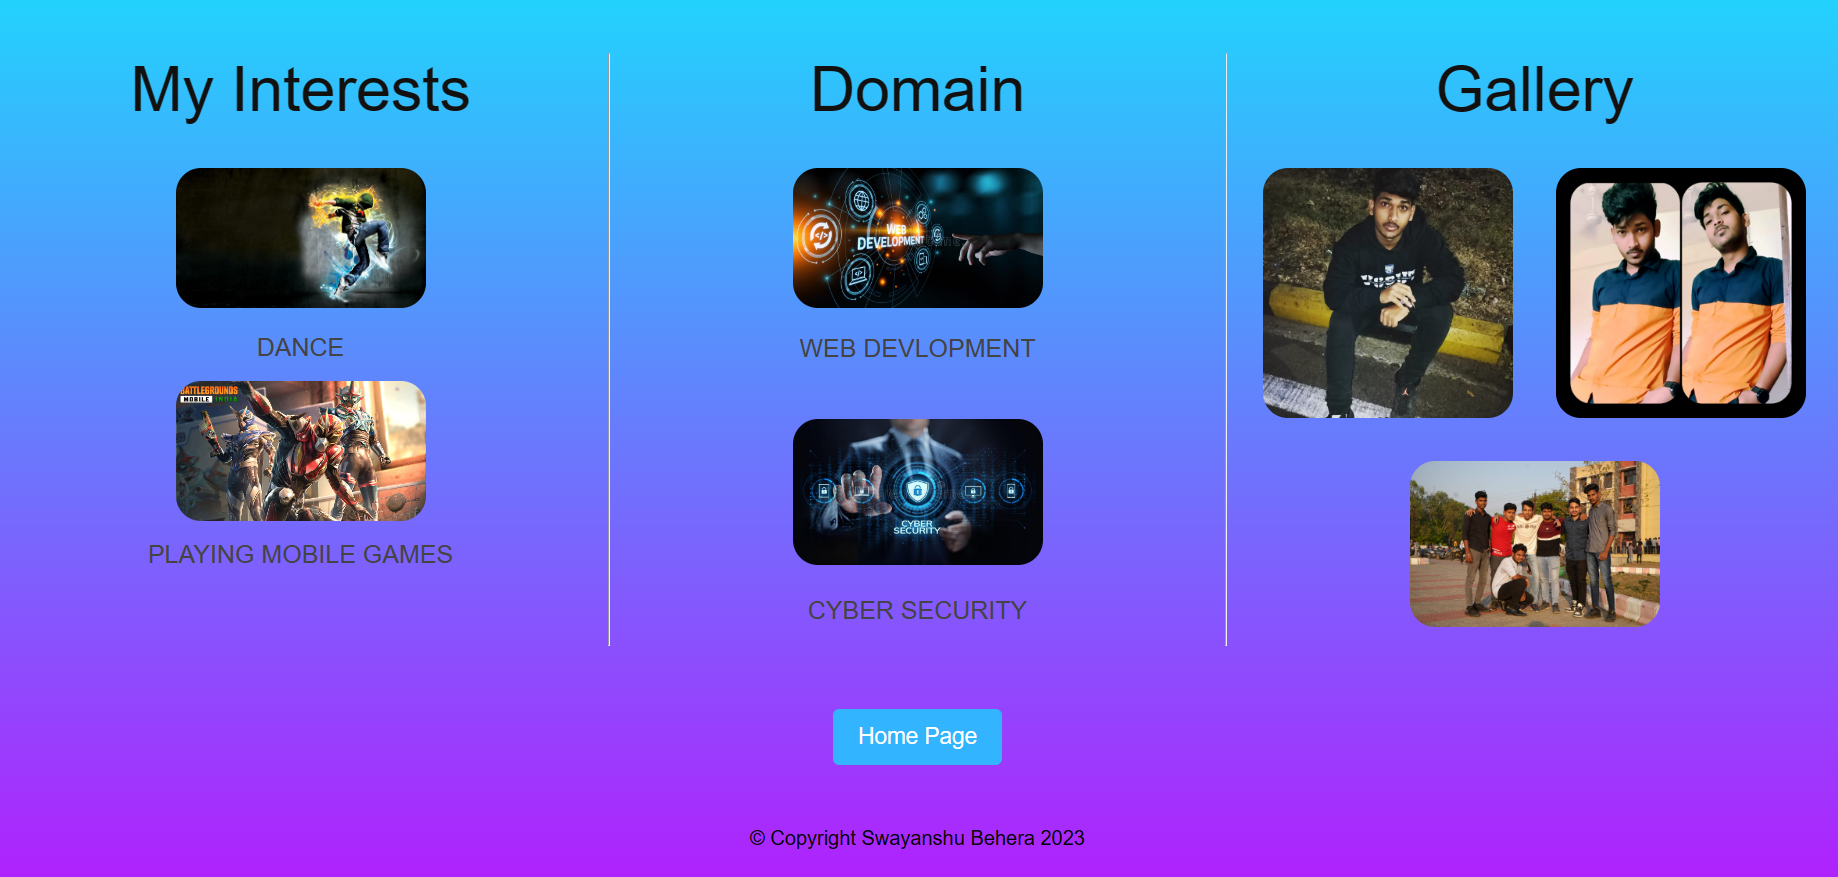 My Interests
DANCE
BATTLEGROUNDS
MOBILE INDIA
PLAYING MOBILE GAMES
Domain
WEB
DEVELOPMENT
WEB DEVLOPMENT
CYBER
SECURITY
CYBER SECURITY
Gallery
Home Page
© Copyright Swayanshu Behera 2023